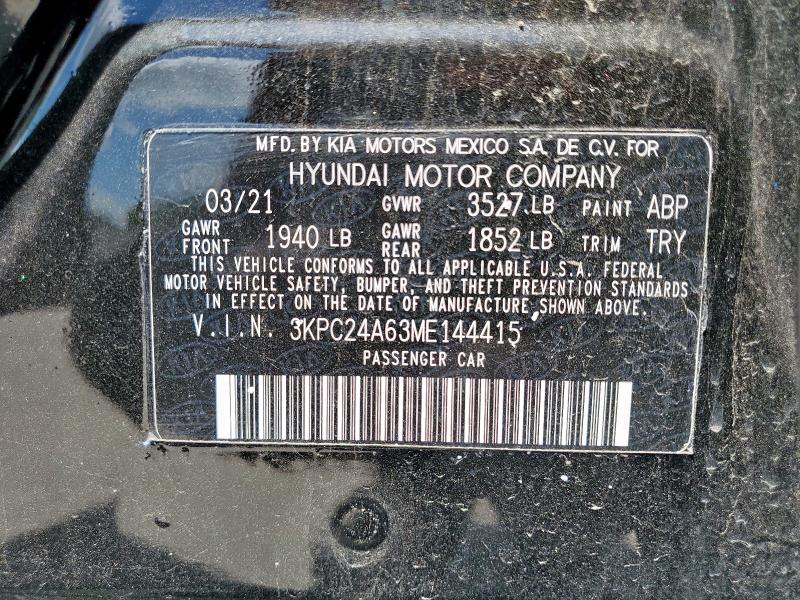 MFD. BY KIA MOTORS MEXICO S.A. DE C.V. FOR
HYUNDAI MOTOR COMPANY
03/21 GVWR 3527 LB PAINT ABP
GAWR FRONT 1940 LB GAWR REAR 1852 LB TRIM TRY
THIS VEHICLE CONFORMS TO ALL APPLICABLE U.S.A. FEDERAL
MOTOR VEHICLE SAFETY, BUMPER, AND THEFT PREVENTION STANDARDS
IN EFFECT ON THE DATE OF MANUFACTURE SHOWN ABOVE.
V.I.N. 3KPC24A63ME144415
PASSENGER CAR